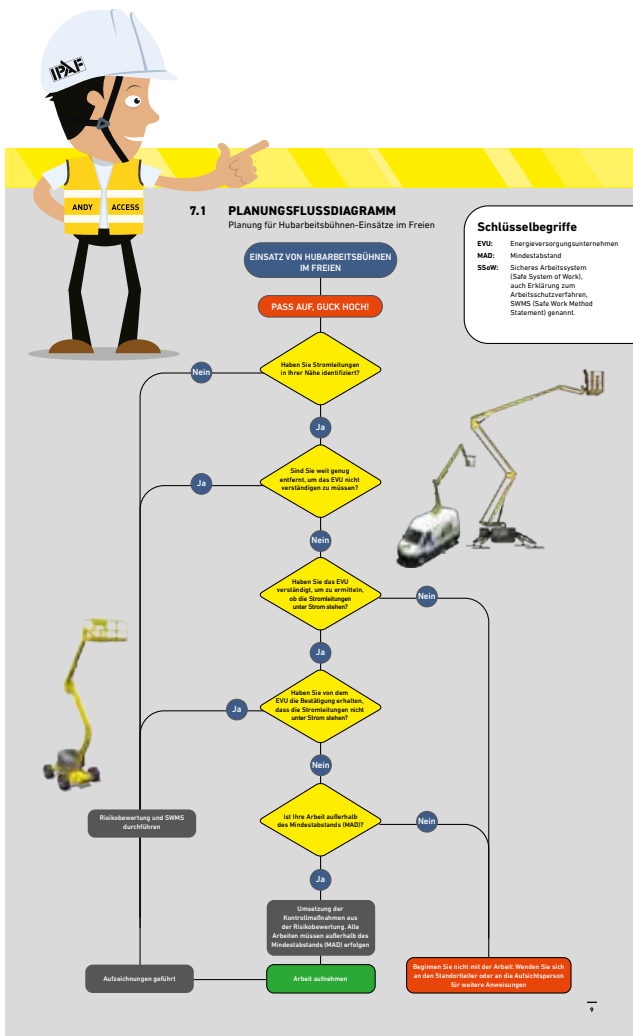 IPAF
ANDY ACCESS
7.1 PLANUNGSFLUSSDIAGRAMM
Planung für Hubarbeitsbühnen-Einsätze im Freien
Schlüsselbegriffe
EVU: Energieversorgungsunternehmen
MAD: Mindestabstand
SSoW: Sicheres Arbeitssystem
(Safe System of Work),
auch Erklärung zum
Arbeitsschutzverfahren,
SWMS (Safe Work Method
Statement) genannt.
EINSATZ VON HUBARBEITSBÜHNEN
IM FREIEN
PASS AUF, GUCK HOCH!
Haben Sie Stromleitungen
in Ihrer Nähe identifiziert?
Nein
Ja
Sind Sie weit genug
entfernt, um das EVU nicht
verständigen zu müssen?
Ja
Nein
Haben Sie das EVU
verständigt, um zu ermitteln,
ob die Stromleitungen
unter Strom stehen?
Nein
Ja
Haben Sie von dem
EVU die Bestätigung erhalten,
dass die Stromleitungen nicht
unter Strom stehen?
Ja
Nein
Ist Ihre Arbeit außerhalb
des Mindestabstands (MAD)?
Nein
Ja
Risikobewertung und SWMS
durchführen
Umsetzung der
Kontrollmaßnahmen aus
der Risikobewertung. Alle
Arbeiten müssen außerhalb des
Mindestabstands (MAD) erfolgen
Aufzeichnungen geführt
Arbeit aufnehmen
Beginnen Sie nicht mit der Arbeit: Wenden Sie sich
an den Standortleiter oder an die Aufsichtsperson
für weitere Anweisungen
9